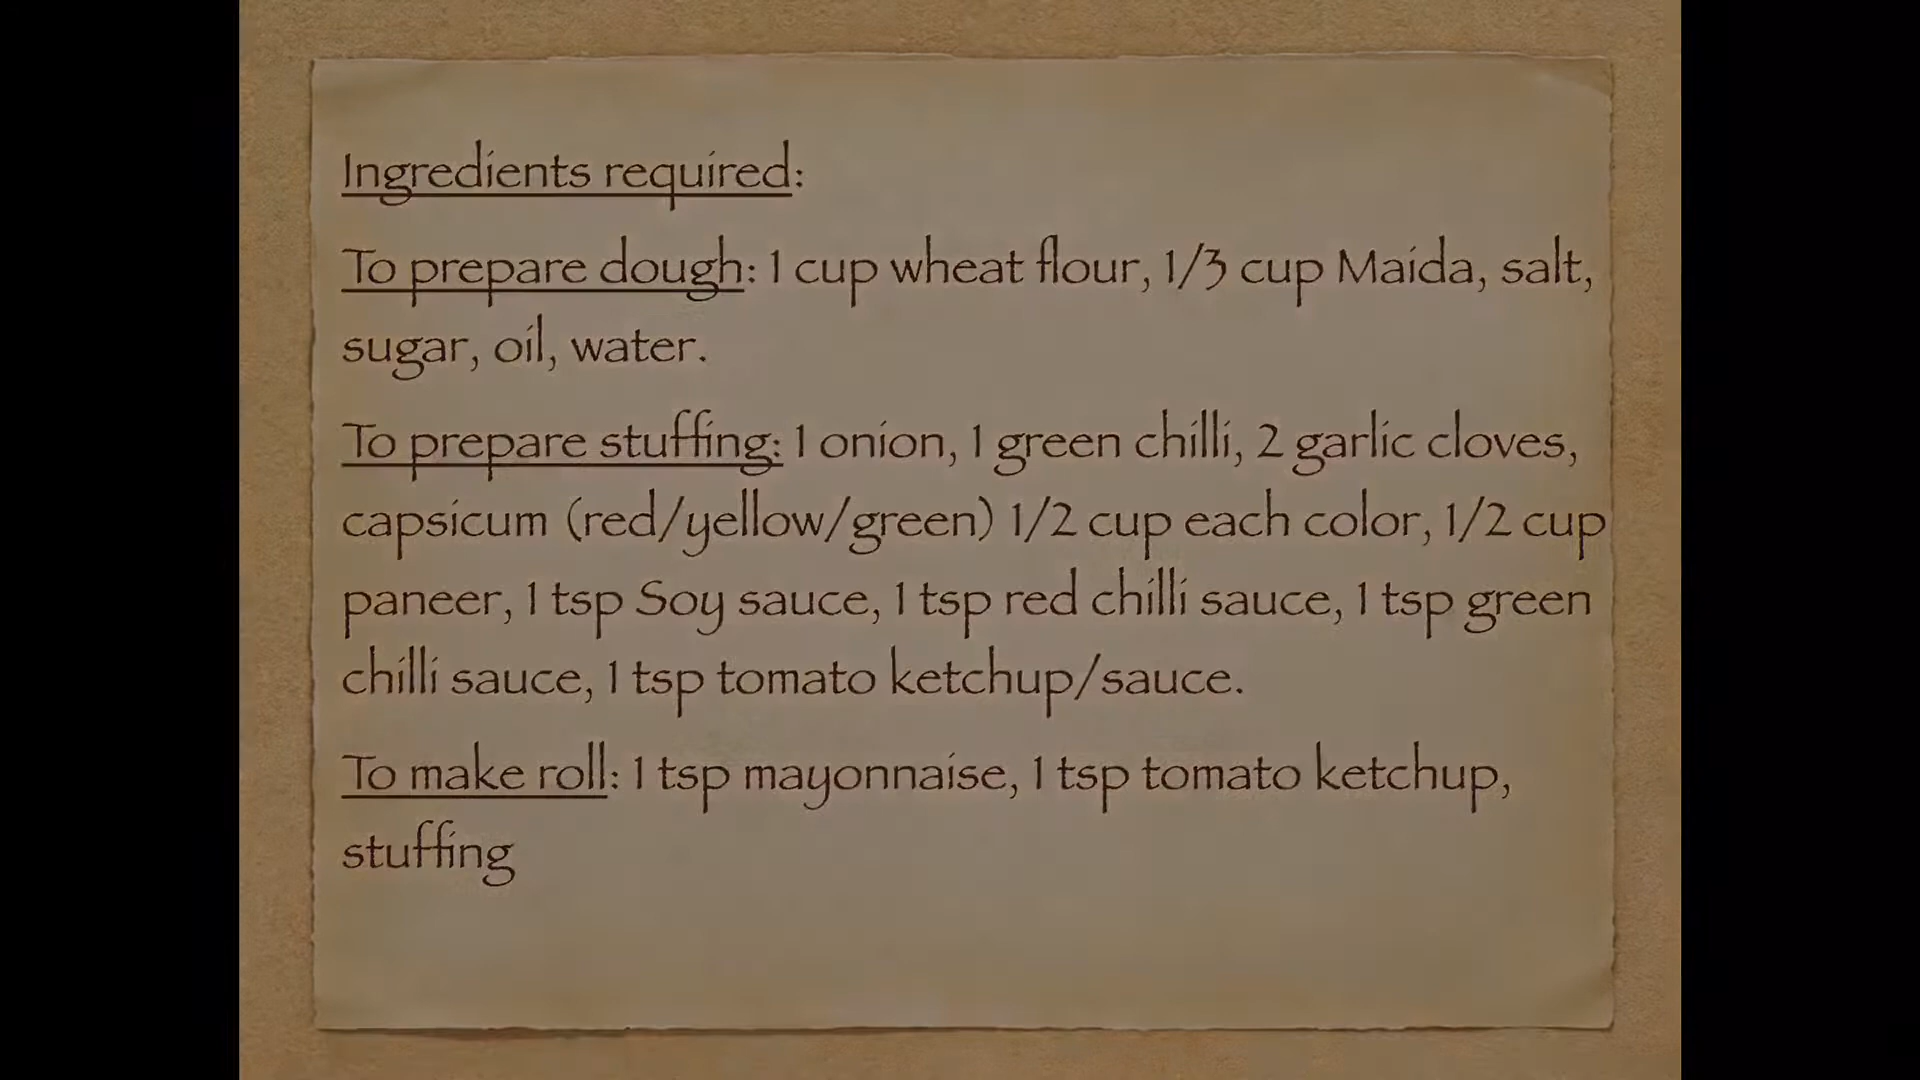 Ingredients required:
To prepare dough: 1 cup wheat flour, 1/3 cup Maida, salt,
sugar, oil, water.
To prepare stuffing: 1 onion, 1 green chilli, 2 garlic cloves,
capsicum (red/yellow/green) 1/2 cup each color, 1/2 cup
paneer, 1 tsp Soy sauce, 1 tsp red chilli sauce, 1 tsp green
chilli sauce, 1 tsp tomato ketchup/sauce.
To make roll: 1 tsp mayonnaise, 1 tsp tomato ketchup,
stuffing